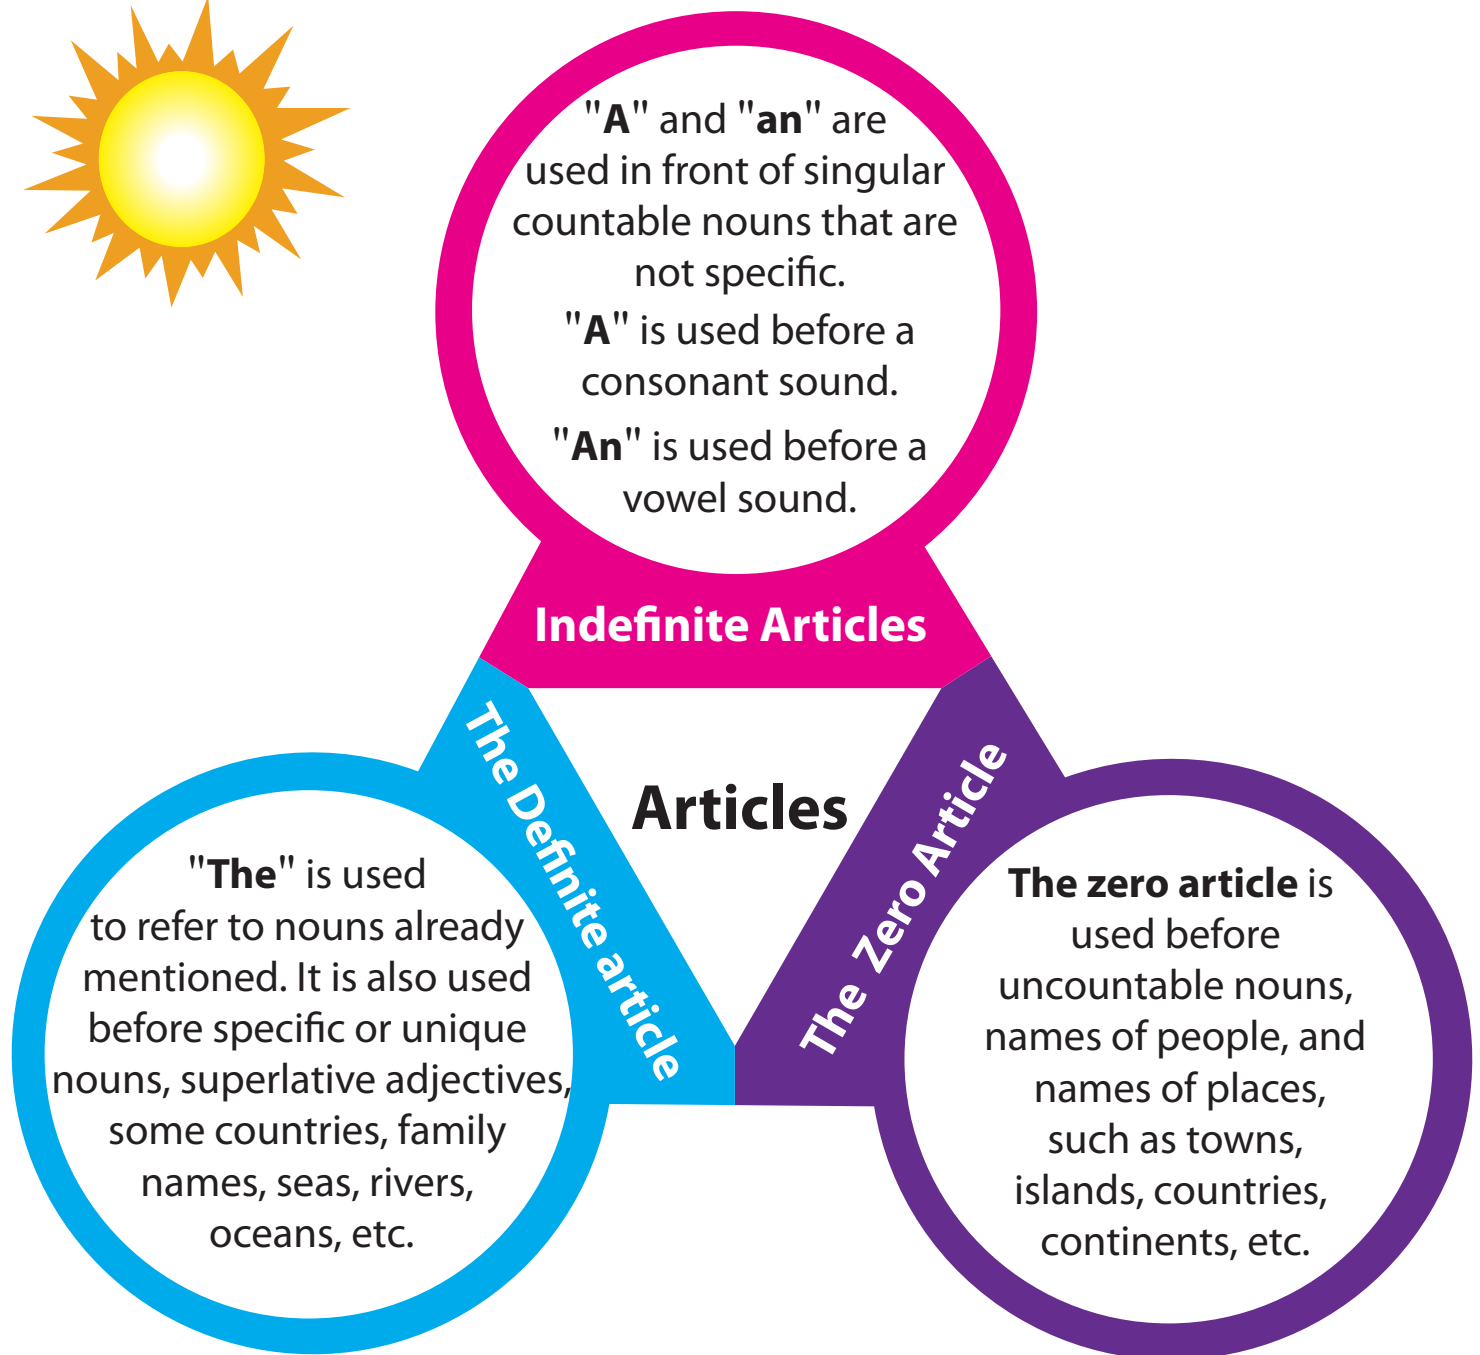 "A" and "an" are
used in front of singular
countable nouns that are
not specific.
"A" is used before a
consonant sound.
"An" is used before a
vowel sound.
Indefinite Articles
The Definite article
Articles
The Zero Article
"The" is used
to refer to nouns already
mentioned. It is also used
before specific or unique
nouns, superlative adjectives,
some countries, family
names, seas, rivers,
oceans, etc.
The zero article is
used before
uncountable nouns,
names of people, and
names of places,
such as towns,
islands, countries,
continents, etc.